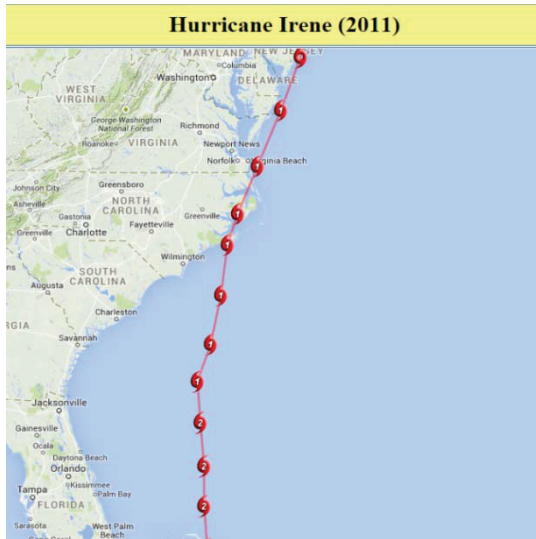 Hurricane Irene (2011)
MARYLAND NEW JERSEY
Columbia
Washington
DELAWARE
WEST
VIRGINIA
1
George Washington
National Forest
Richmond
Roanoke
VIRGINIA
Newport News
Norfolk
Virginia Beach
1
Johnson City
Greensboro
Asheville
NORTH
CAROLINA
Greenville
1
Gastonia
Charlotte
Fayetteville
Greenville
1
Wilmington
SOUTH
CAROLINA
Augusta
1
Charleston
Savannah
1
1
Jacksonville
2
Gainesville
Ocala
Daytona Beach
Orlando
2
Kissimmee
Tampa
Palm Bay
FLORIDA
2
Sarasota
West Palm
Beach